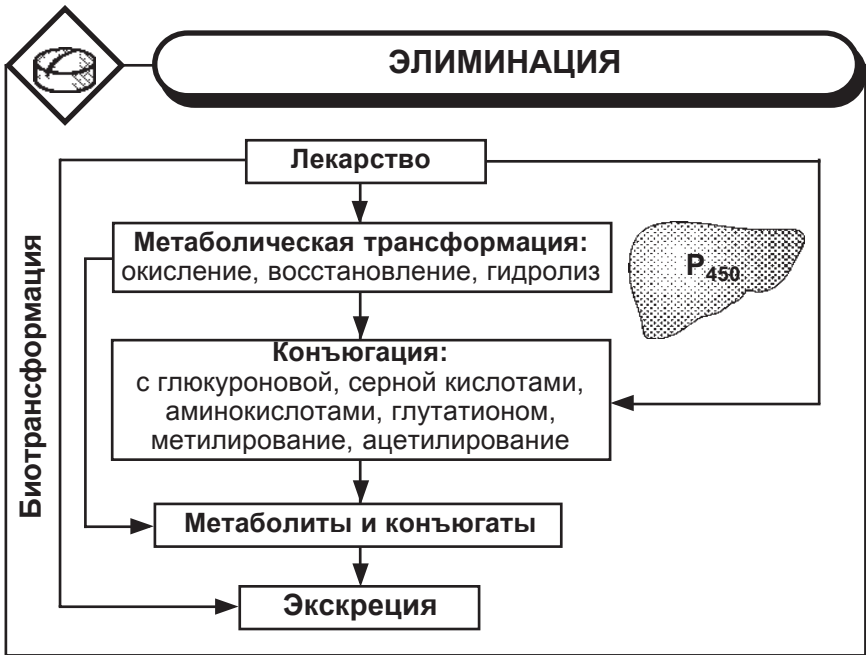 ЭЛИМИНАЦИЯ
Лекарство
Метаболическая трансформация:
окисление, восстановление, гидролиз
P450
Конъюгация:
с глюкуроновой, серной кислотами,
аминокислотами, глутатионом,
метилирование, ацетилирование
Биотрансформация
Метаболиты и конъюгаты
Экскреция